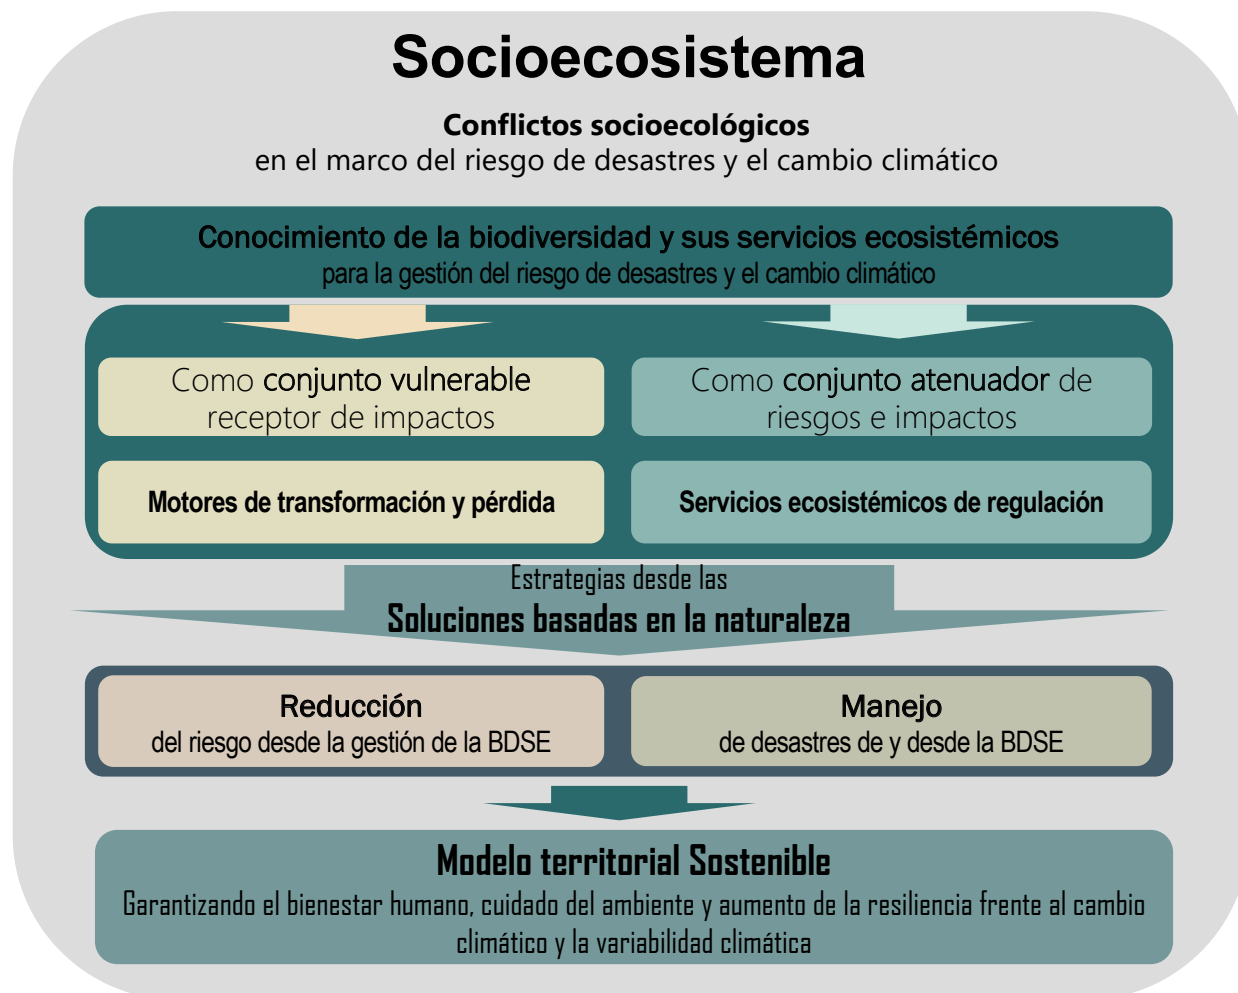 Socioecosistema
Conflictos socioecológicos
en el marco del riesgo de desastres y el cambio climático
Conocimiento de la biodiversidad y sus servicios ecosistémicos
para la gestión del riesgo de desastres y el cambio climático
Como conjunto vulnerable
receptor de impactos
Como conjunto atenuador de
riesgos e impactos
Motores de transformación y pérdida
Servicios ecosistémicos de regulación
Estrategias desde las
Soluciones basadas en la naturaleza
Reducción
del riesgo desde la gestión de la BDSE
Manejo
de desastres de y desde la BDSE
Modelo territorial Sostenible
Garantizando el bienestar humano, cuidado del ambiente y aumento de la resiliencia frente al cambio
climático y la variabilidad climática